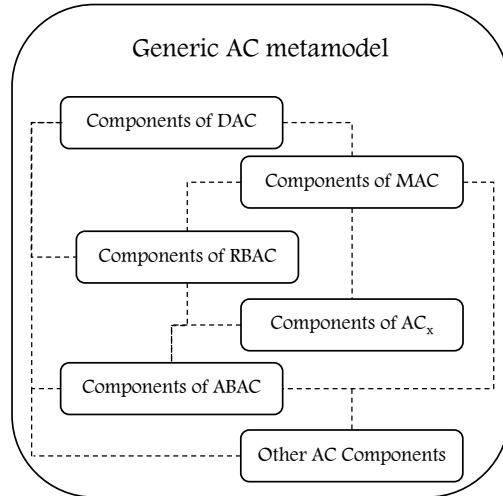 Generic AC metamodel
Components of DAC
Components of MAC
Components of RBAC
Components of ACx
Components of ABAC
Other AC Components